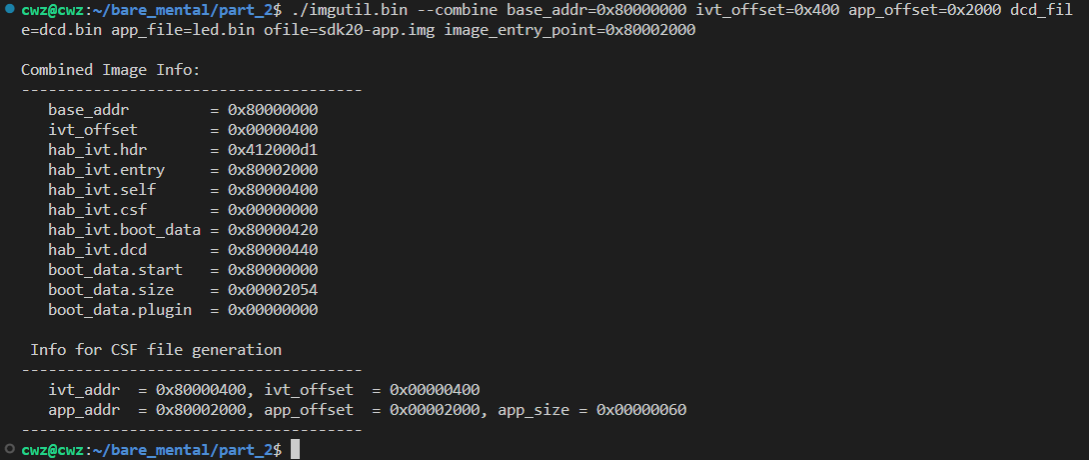 cwz@cwz:~/bare_mental/part_2$ ./imgutil.bin --combine base_addr=0x80000000 ivt_offset=0x400 app_offset=0x2000 dcd_fil
e=dcd.bin app_file=led.bin ofile=sdk20-app.img image_entry_point=0x80002000
Combined Image Info:
--------------------------------------
base_addr = 0x80000000
ivt_offset = 0x00000400
hab_ivt.hdr = 0x412000d1
hab_ivt.entry = 0x80002000
hab_ivt.self = 0x80000400
hab_ivt.csf = 0x00000000
hab_ivt.boot_data = 0x80000420
hab_ivt.dcd = 0x80000440
boot_data.start = 0x80000000
boot_data.size = 0x00002054
boot_data.plugin = 0x00000000
Info for CSF file generation
--------------------------------------
ivt_addr = 0x80000400, ivt_offset = 0x00000400
app_addr = 0x80002000, app_offset = 0x00002000, app_size = 0x00000060
--------------------------------------
cwz@cwz:~/bare_mental/part_2$